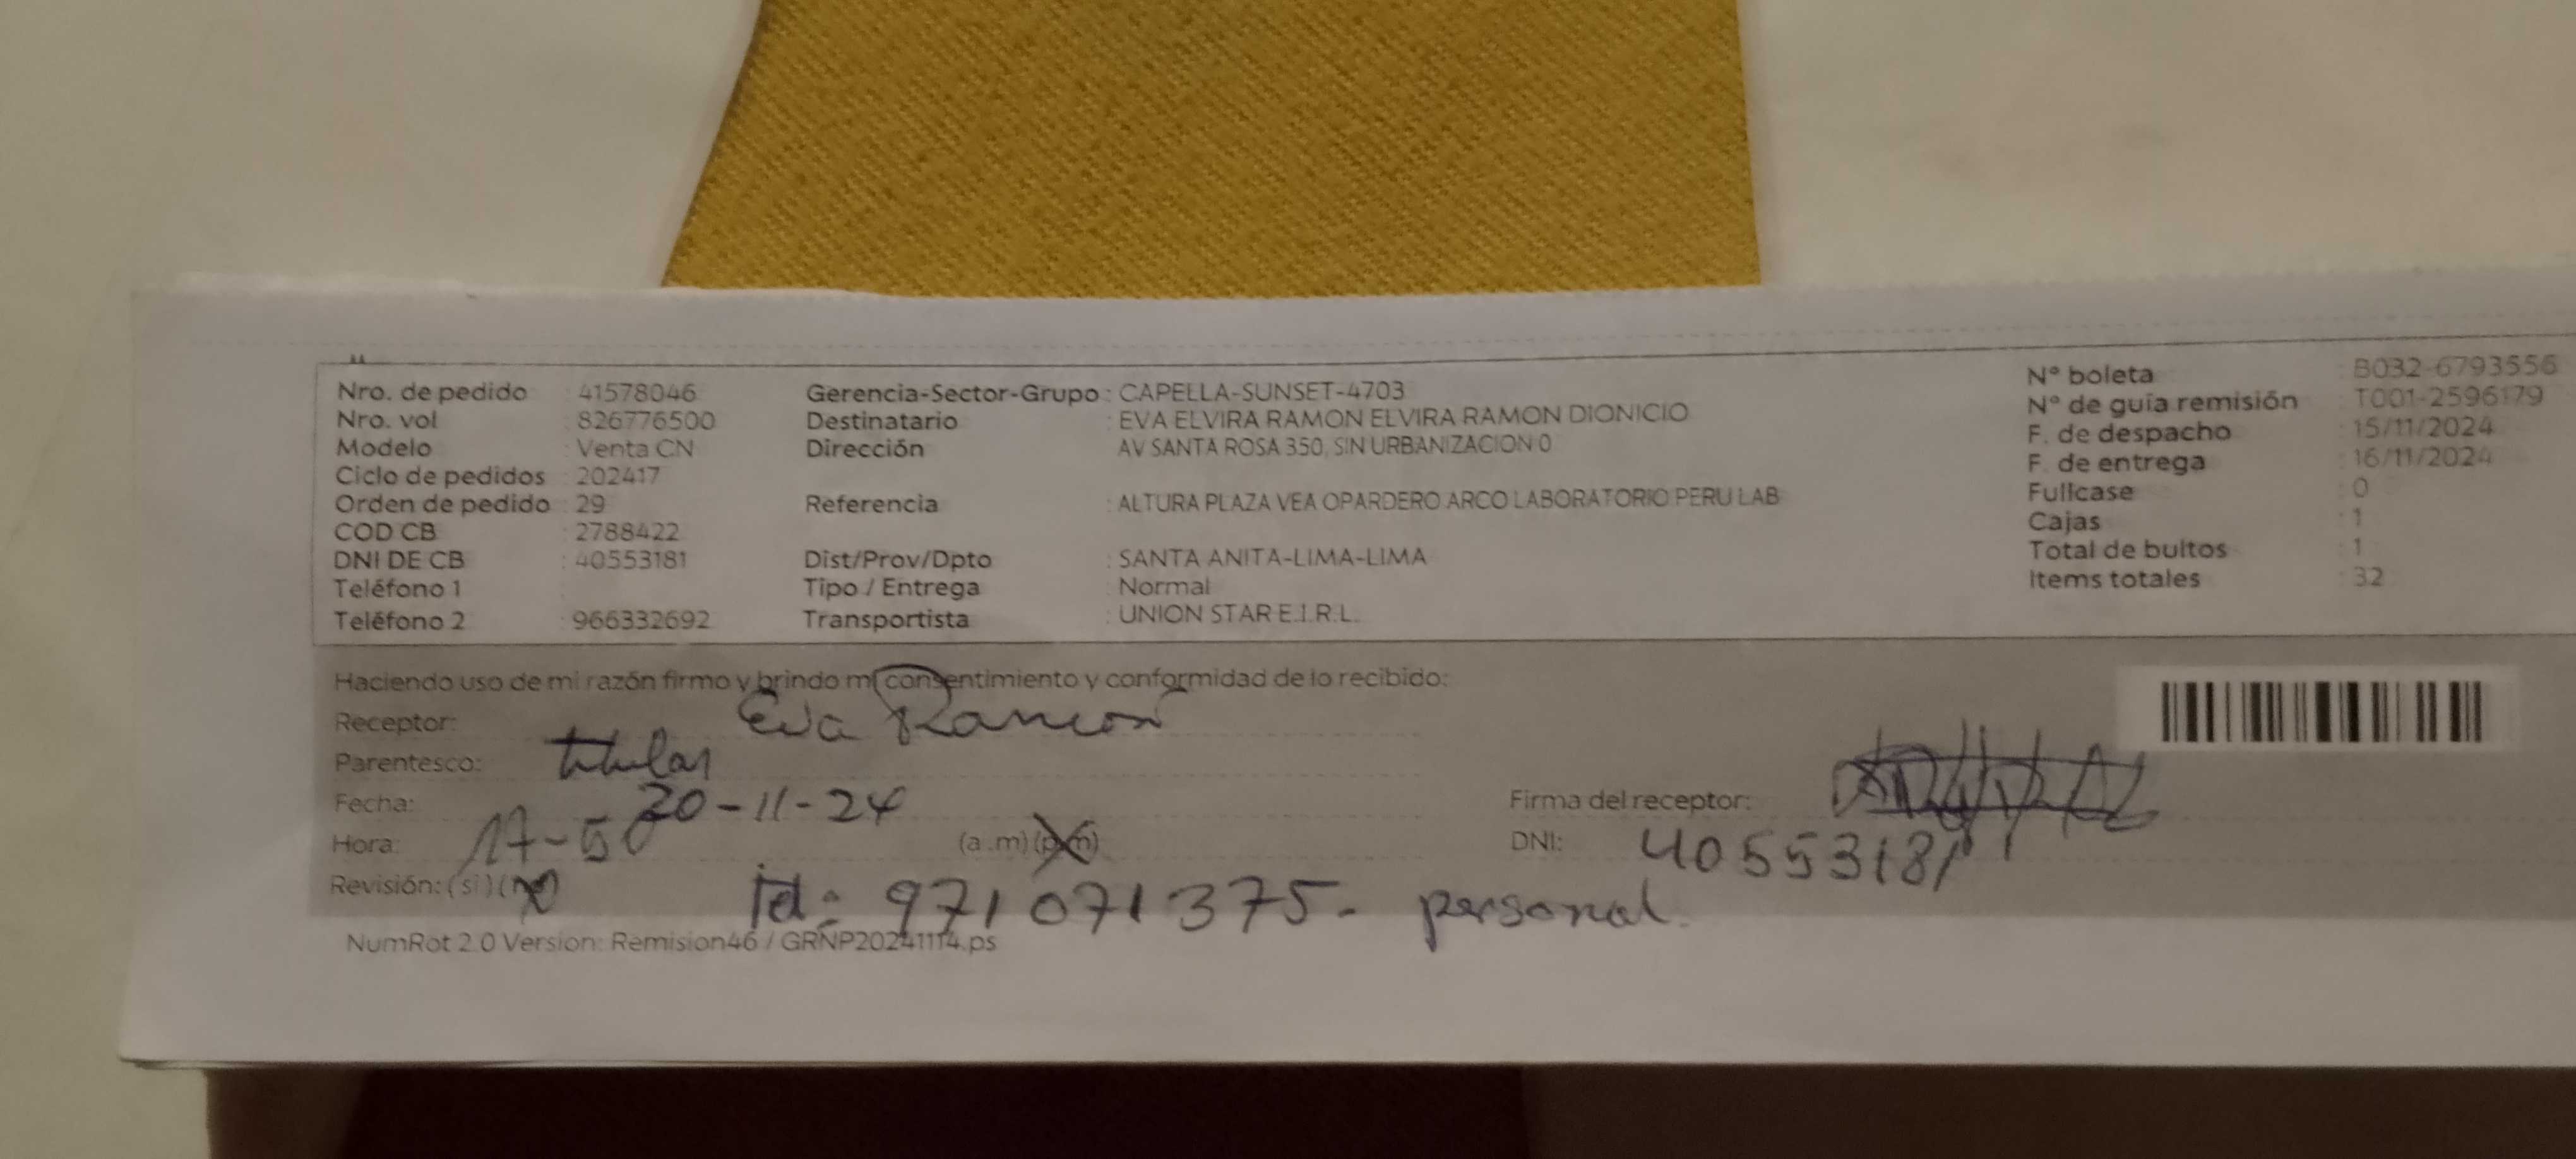 Nro. de pedido : 41578046 Gerencia-Sector-Grupo : CAPELLA-SUNSET-4703 N° boleta : B032-6793556
Nro. vol : 826776500 Destinatario : EVA ELVIRA RAMON ELVIRA RAMON DIONICIO N° de guía remisión : T001-2596179
Modelo : Venta CN Dirección : AV SANTA ROSA 350, SIN URBANIZACION 0 F. de despacho : 15/11/2024
Ciclo de pedidos : 202417 F. de entrega : 16/11/2024
Orden de pedido : 29 Referencia : ALTURA PLAZA VEA OPARDERO ARCO LABORATORIO PERU LAB Fullcase : 0
COD CB : 2788422 Cajas : 1
DNI DE CB : 40553181 Dist/Prov/Dpto : SANTA ANITA-LIMA-LIMA Total de bultos : 1
Teléfono 1 : Tipo / Entrega : Normal Items totales : 32
Teléfono 2 : 966332692 Transportista : UNION STAR E.I.R.L.
Haciendo uso de mi razón firmo y brindo mi consentimiento y conformidad de lo recibido:
Receptor: Eva Ramon
Parentesco: titular
Fecha: 20-11-24 Firma del receptor:
Hora: 17-50 (a.m) (p.m) DNI: 40553181
Revisión: (si) (no) Tel: 971071375- personal.
NumRot 2.0 Version: Remision46 / GRNP20241114.ps